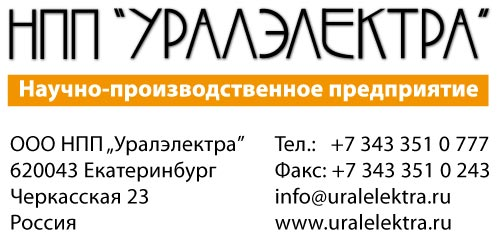 НПП "УРАЛЭЛЕКТРА"
Научно-производственное предприятие
ООО НПП „Уралэлектра”
620043 Екатеринбург
Черкасская 23
Россия
Тел.: +7 343 351 0 777
Факс: +7 343 351 0 243
info@uralelektra.ru
www.uralelektra.ru